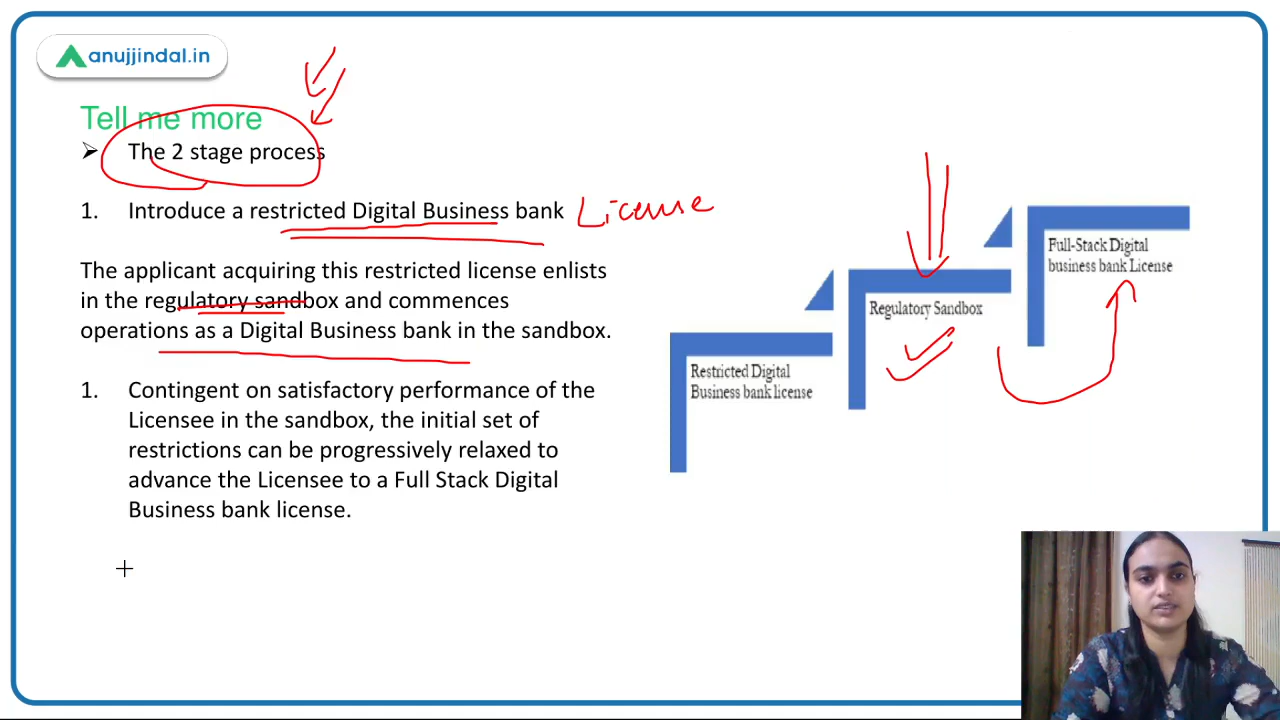 anujjindal.in
Tell me more
➤ The 2 stage process
1. Introduce a restricted Digital Business bank License
The applicant acquiring this restricted license enlists
in the regulatory sandbox and commences
operations as a Digital Business bank in the sandbox.
1. Contingent on satisfactory performance of the
Licensee in the sandbox, the initial set of
restrictions can be progressively relaxed to
advance the Licensee to a Full Stack Digital
Business bank license.
Restricted Digital
Business bank license
Regulatory Sandbox
Full-Stack Digital
business bank License